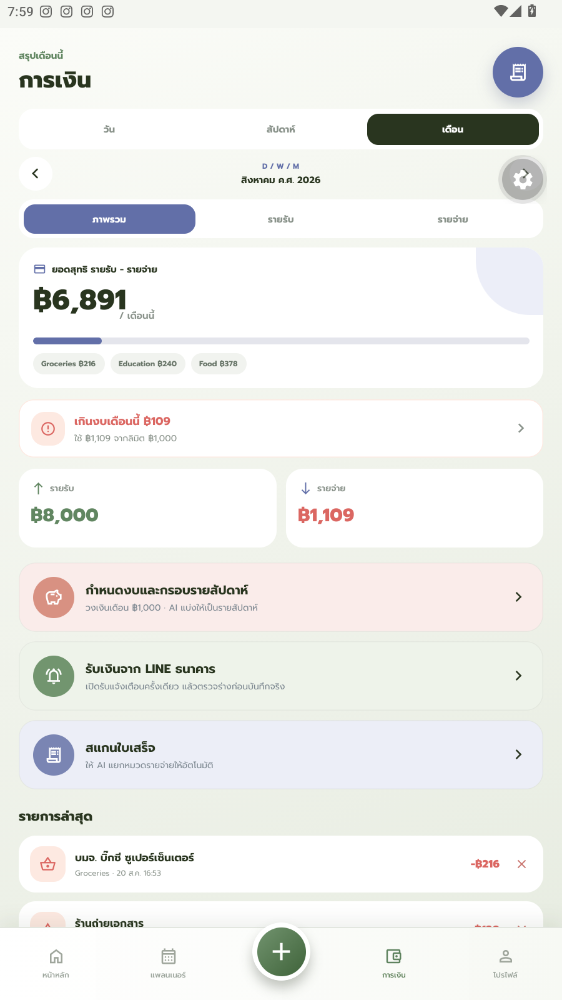 7:59
สรุปเดือนนี้
การเงิน
วัน
สัปดาห์
เดือน
D / W / M
สิงหาคม ค.ศ. 2026
ภาพรวม
รายรับ
รายจ่าย
ยอดสุทธิ รายรับ - รายจ่าย
฿6,891 / เดือนนี้
Groceries ฿216
Education ฿240
Food ฿378
เกินงบเดือนนี้ ฿109
ใช้ ฿1,109 จากลิมิต ฿1,000
รายรับ
฿8,000
รายจ่าย
฿1,109
กำหนดงบและกรอบรายสัปดาห์
วงเงินเดือน ฿1,000 · AI แบ่งให้เป็นรายสัปดาห์
รับเงินจาก LINE ธนาคาร
เปิดรับแจ้งเตือนครั้งเดียว แล้วตรวจร่างก่อนบันทึกจริง
สแกนใบเสร็จ
ให้ AI แยกหมวดรายจ่ายให้อัตโนมัติ
รายการล่าสุด
บมจ. บิ๊กซี ซูเปอร์เซ็นเตอร์
Groceries · 20 ส.ค. 16:53
-฿216
ร้านถ่ายเอกสาร
หน้าหลัก
แพลนเนอร์
การเงิน
โปรไฟล์